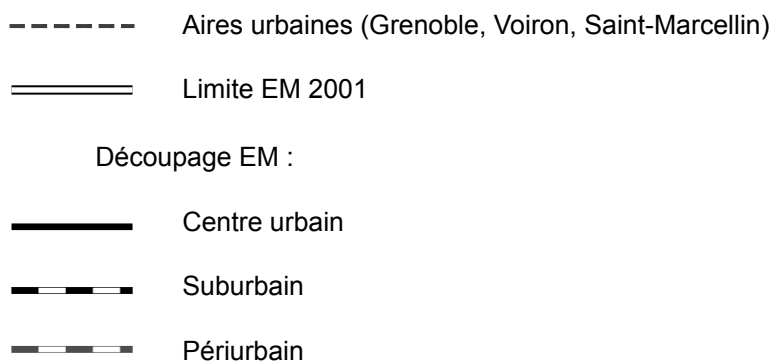 Aires urbaines (Grenoble, Voiron, Saint-Marcellin)
Limite EM 2001
Découpage EM :
Centre urbain
Suburbain
Périurbain